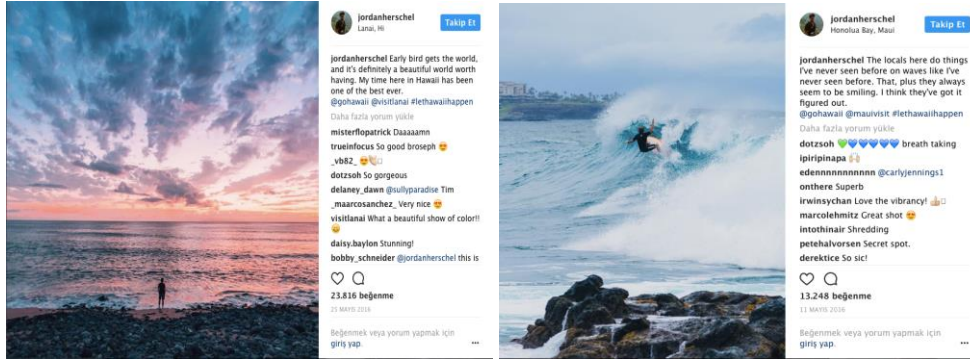 jordanherschel
Lanai, Hi
Takip Et
jordanherschel Early bird gets the world,
and it's definitely a beautiful world worth
having. My time here in Hawaii has been
one of the best ever.
@gohawaii @visitlanai #lethawaiihappen
Daha fazla yorum yükle
misterflopatrick Daaaaamn
trueinfocus So good broseph 😍
_vb82_ 😍👏🏻
dotzsoh So gorgeous
delaney_dawn @sullyparadise Tim
_maarcosanchez_ Very nice 😍
visitlanai What a beautiful show of color!!
😄
daisy.baylon Stunning!
bobby_schneider @jordanherschel this is
23.816 beğenme
25 MAYIS 2016
Beğenmek veya yorum yapmak için
giriş yap.
jordanherschel
Honolua Bay, Maui
Takip Et
jordanherschel The locals here do things
I've never seen before on waves like I've
never seen before. That, plus they always
seem to be smiling. I think they've got it
figured out.
@gohawaii @mauivisit #lethawaiihappen
Daha fazla yorum yükle
dotzsoh 💚💙💙💙💙💙 breath taking
ipiripinapa 🙌🏻
edennnnnnnnnnn @carlyjennings1
onthere Superb
irwinsychan Love the vibrancy! 👍🏻
marcolehmitz Great shot 😍
intothinair Shredding
petehalvorsen Secret spot.
derektice So sic!
13.248 beğenme
11 MAYIS 2016
Beğenmek veya yorum yapmak için
giriş yap.